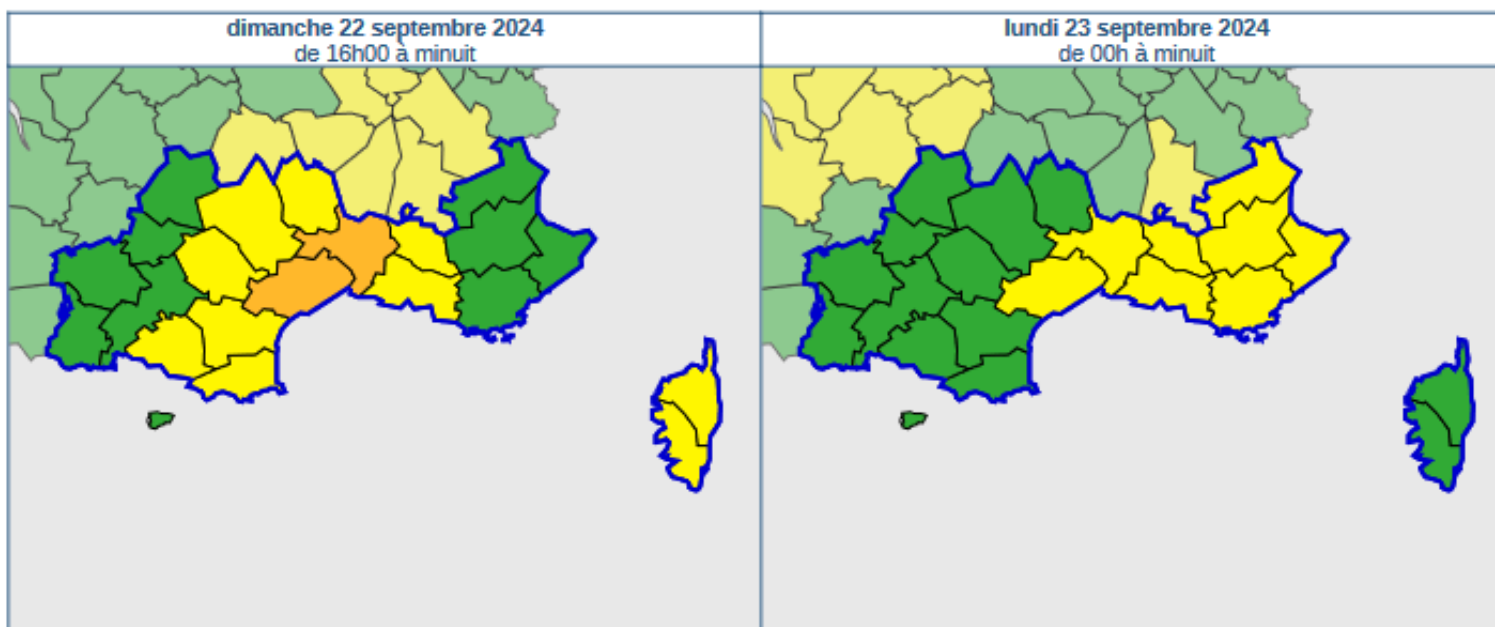 dimanche 22 septembre 2024
de 16h00 à minuit
lundi 23 septembre 2024
de 00h à minuit